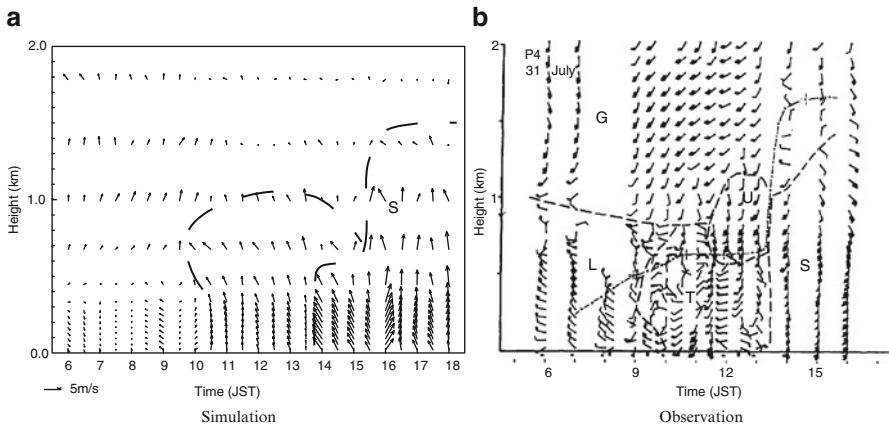 a
2.0
1.0
0.0
Height (km)
S
6 7 8 9 10 11 12 13 14 15 16 17 18
5m/s
Time (JST)
Simulation
b
2
1
0
Height (km)
P4
31 July
G
U
L
T
S
6 9 12 15
Time (JST)
Observation